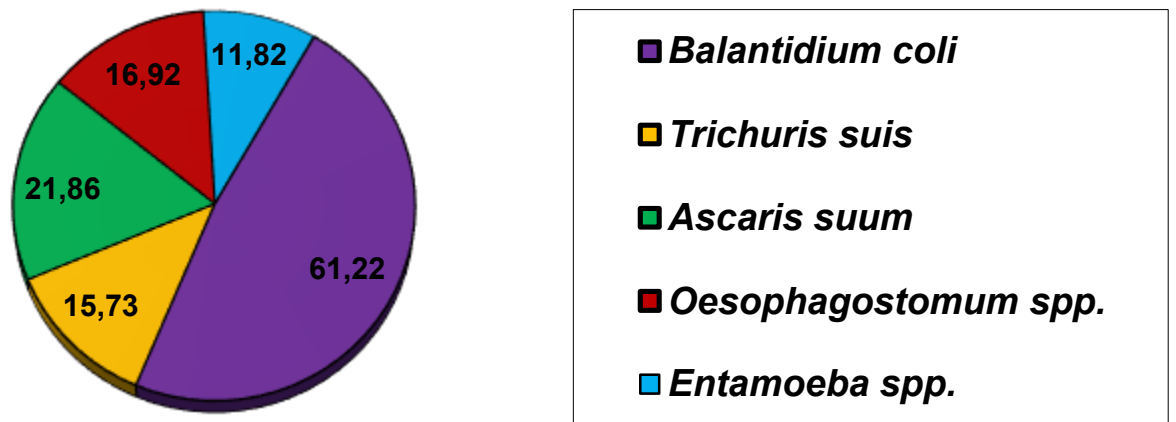 11,82
16,92
21,86
61,22
15,73
Balantidium coli
Trichuris suis
Ascaris suum
Oesophagostomum spp.
Entamoeba spp.